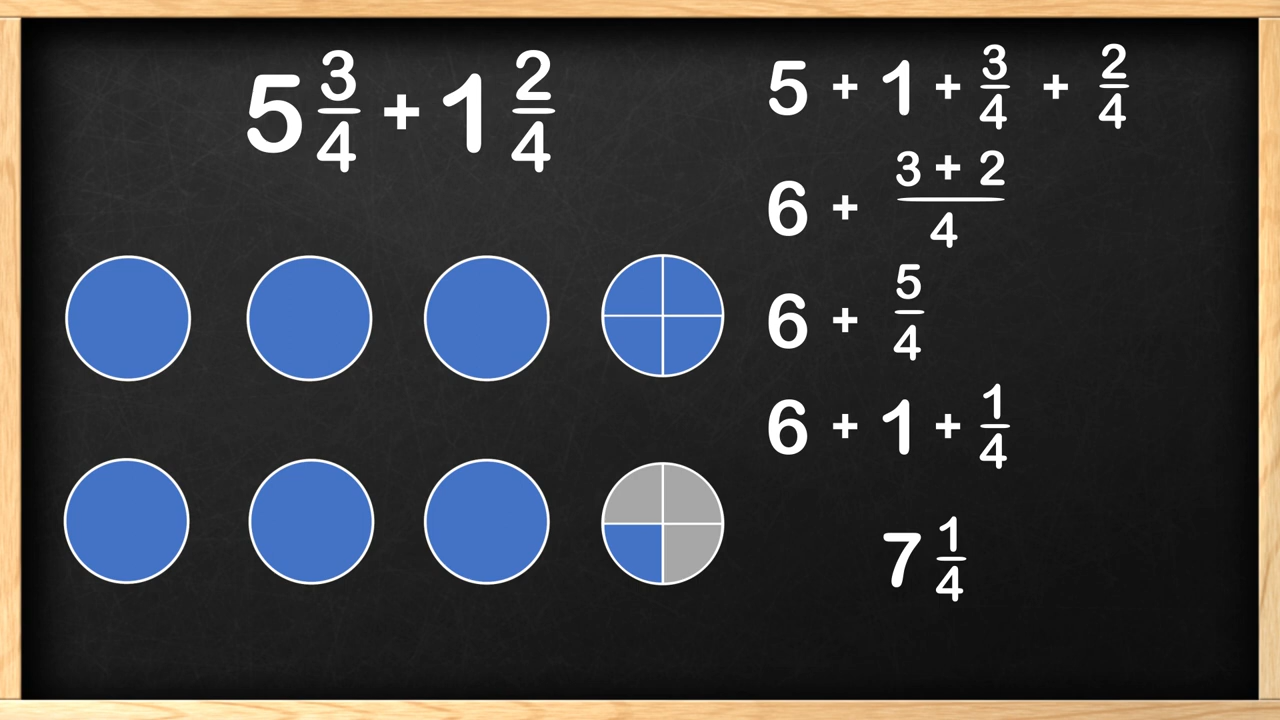 5 3/4 + 1 2/4
5 + 1 + 3/4 + 2/4
6 + (3 + 2)/4
6 + 5/4
6 + 1 + 1/4
7 1/4